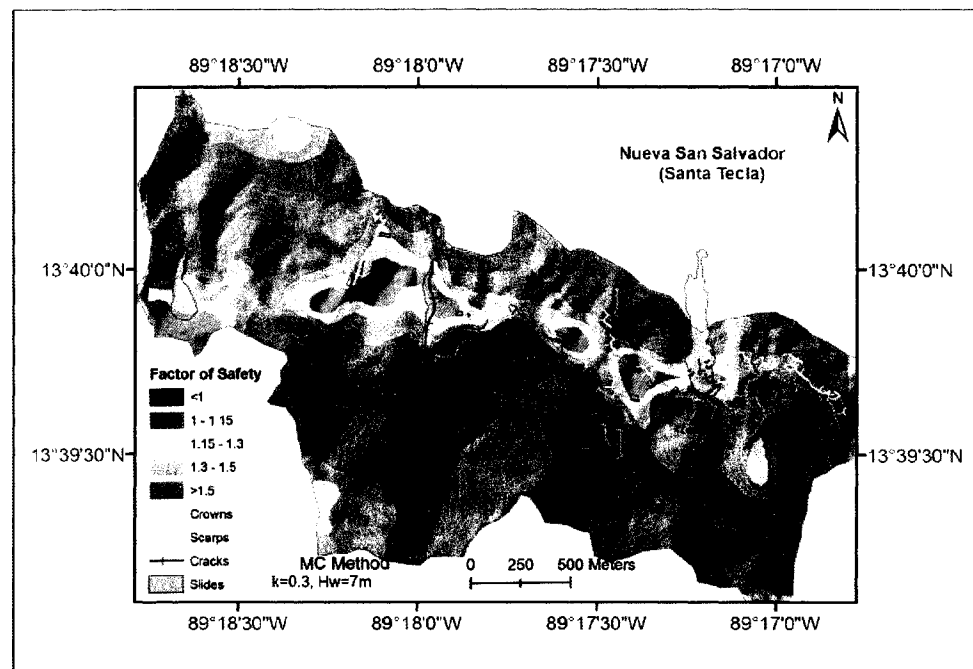 89°18'30"W 89°18'0"W 89°17'30"W 89°17'0"W
N
Nueva San Salvador
(Santa Tecla)
13°40'0"N 13°40'0"N
Factor of Safety
<1
1 - 1 15
1.15 - 1.3
1.3 - 1.5
>1.5
Crowns
Scarps
Cracks
Slides
13°39'30"N 13°39'30"N
MC Method
k=0.3, Hw=7m
0 250 500 Meters
89°18'30"W 89°18'0"W 89°17'30"W 89°17'0"W